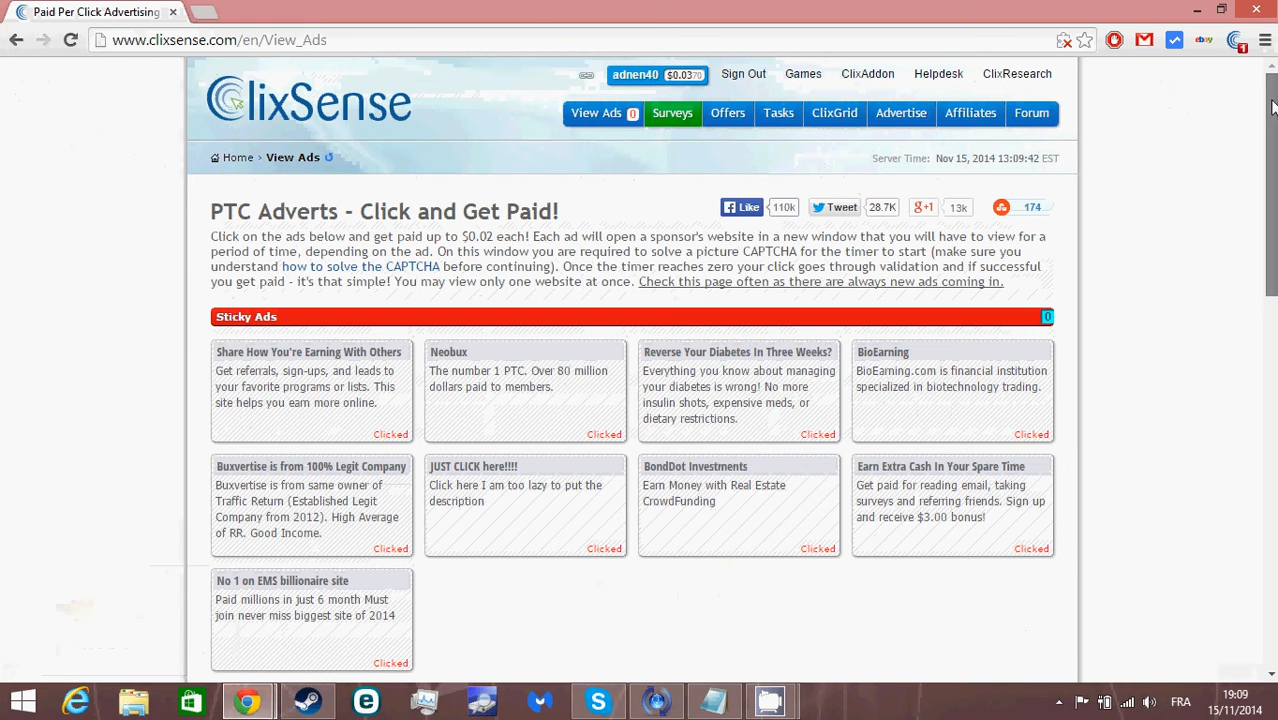 Paid Per Click Advertising
www.clixsense.com/en/View_Ads
1
ClixSense
adnen40 $0.0370
Sign Out Games ClixAddon Helpdesk ClixResearch
View Ads 0 Surveys Offers Tasks ClixGrid Advertise Affiliates Forum
Home › View Ads
Server Time: Nov 15, 2014 13:09:42 EST
PTC Adverts - Click and Get Paid!
Like 110k Tweet 28.7K g+1 13k 174
Click on the ads below and get paid up to $0.02 each! Each ad will open a sponsor's website in a new window that you will have to view for a
period of time, depending on the ad. On this window you are required to solve a picture CAPTCHA for the timer to start (make sure you
understand how to solve the CAPTCHA before continuing). Once the timer reaches zero your click goes through validation and if successful
you get paid - it's that simple! You may view only one website at once. Check this page often as there are always new ads coming in.
Sticky Ads 0
Share How You're Earning With Others
Get referrals, sign-ups, and leads to
your favorite programs or lists. This
site helps you earn more online.
Clicked
Neobux
The number 1 PTC. Over 80 million
dollars paid to members.
Clicked
Reverse Your Diabetes In Three Weeks?
Everything you know about managing
your diabetes is wrong! No more
insulin shots, expensive meds, or
dietary restrictions.
Clicked
BioEarning
BioEarning.com is financial institution
specialized in biotechnology trading.
Clicked
Buxvertise is from 100% Legit Company
Buxvertise is from same owner of
Traffic Return (Established Legit
Company from 2012). High Average
of RR. Good Income.
Clicked
JUST CLICK here!!!!
Click here I am too lazy to put the
description
Clicked
BondDot Investments
Earn Money with Real Estate
CrowdFunding
Clicked
Earn Extra Cash In Your Spare Time
Get paid for reading email, taking
surveys and referring friends. Sign up
and receive $3.00 bonus!
Clicked
No 1 on EMS billionaire site
Paid millions in just 6 month Must
join never miss biggest site of 2014
Clicked
FRA
19:09
15/11/2014